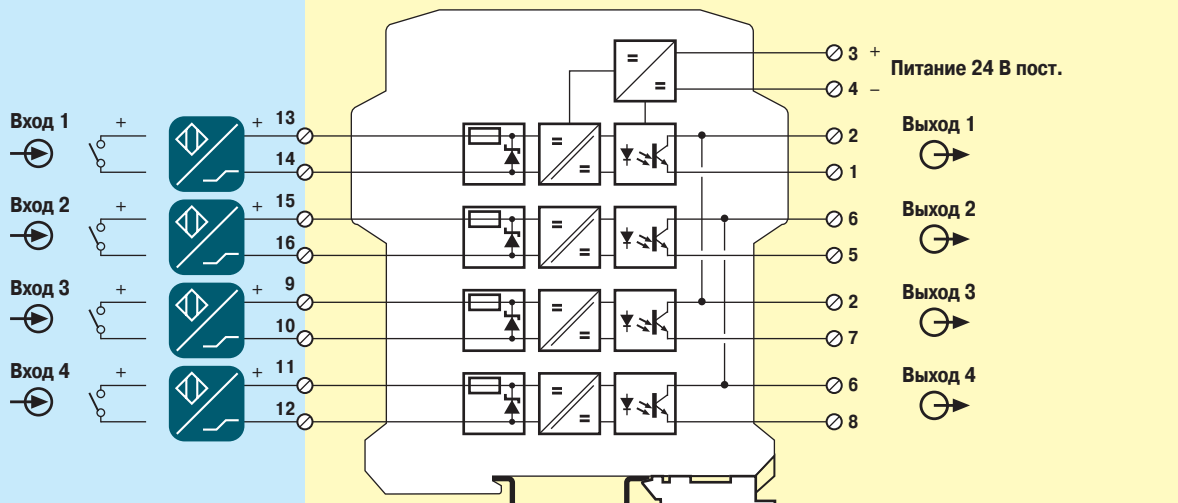 3 +
Питание 24 В пост.
4 –
Вход 1
+
+ 13
14
2
1
Выход 1
Вход 2
+
+ 15
16
6
5
Выход 2
Вход 3
+
+ 9
10
2
7
Выход 3
Вход 4
+
+ 11
12
6
8
Выход 4